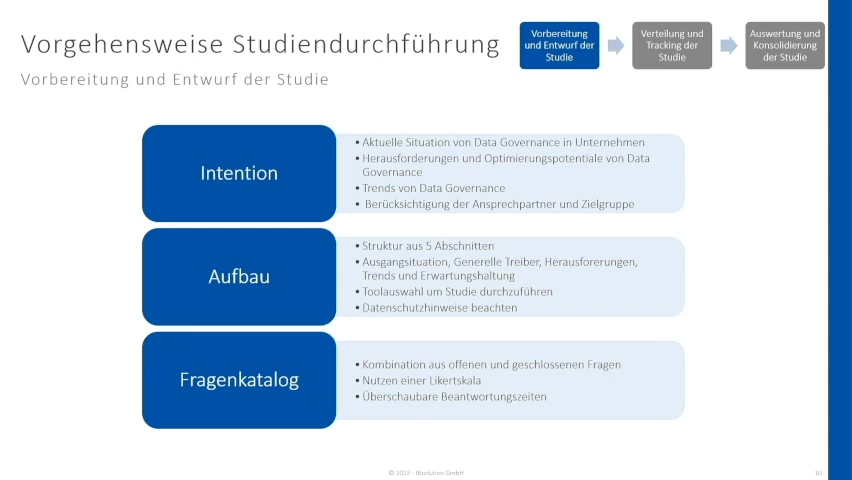 Vorgehensweise Studiendurchführung
Vorbereitung und Entwurf der Studie
Vorbereitung
und Entwurf der
Studie
Verteilung und
Tracking der
Studie
Auswertung und
Konsolidierung
der Studie
Intention
• Aktuelle Situation von Data Governance in Unternehmen
• Herausforderungen und Optimierungspotentiale von Data
Governance
• Trends von Data Governance
• Berücksichtigung der Ansprechpartner und Zielgruppe
Aufbau
• Struktur aus 5 Abschnitten
• Ausgangsituation, Generelle Treiber, Herausforerungen,
Trends und Erwartungshaltung
• Toolauswahl um Studie durchzuführen
• Datenschutzhinweise beachten
Fragenkatalog
• Kombination aus offenen und geschlossenen Fragen
• Nutzen einer Likertskala
• Überschaubare Beantwortungszeiten
© 2023 - IBsolution GmbH
10